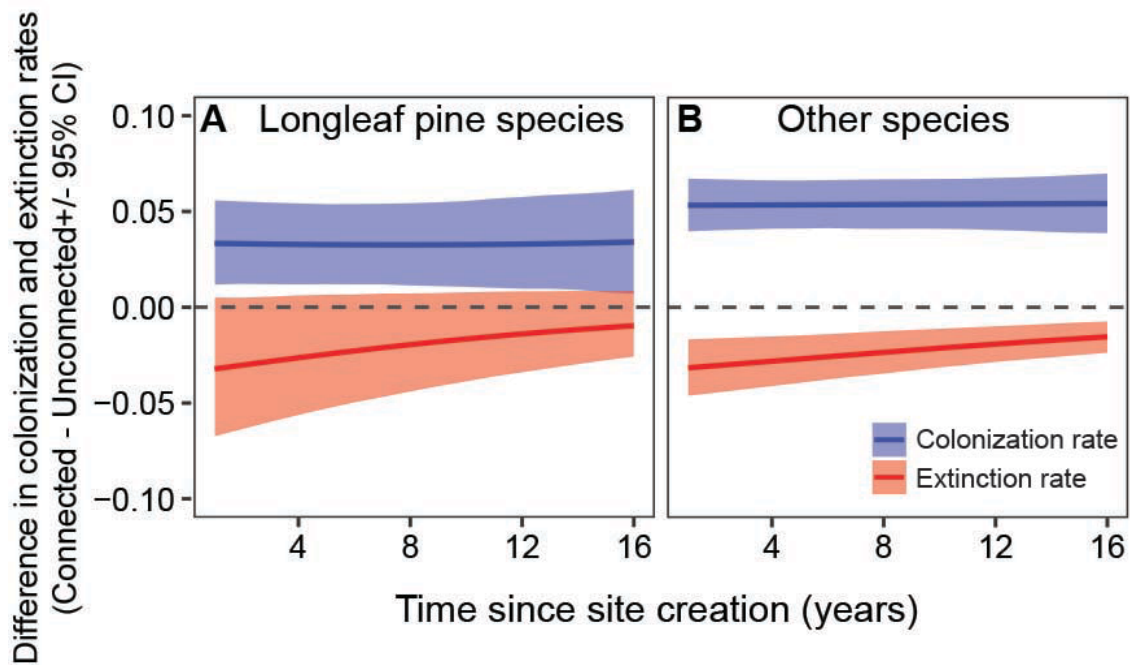 Difference in colonization and extinction rates
(Connected - Unconnected+/- 95% CI)
A Longleaf pine species
B Other species
0.10
0.05
0.00
−0.05
−0.10
Colonization rate
Extinction rate
4 8 12 16
4 8 12 16
Time since site creation (years)